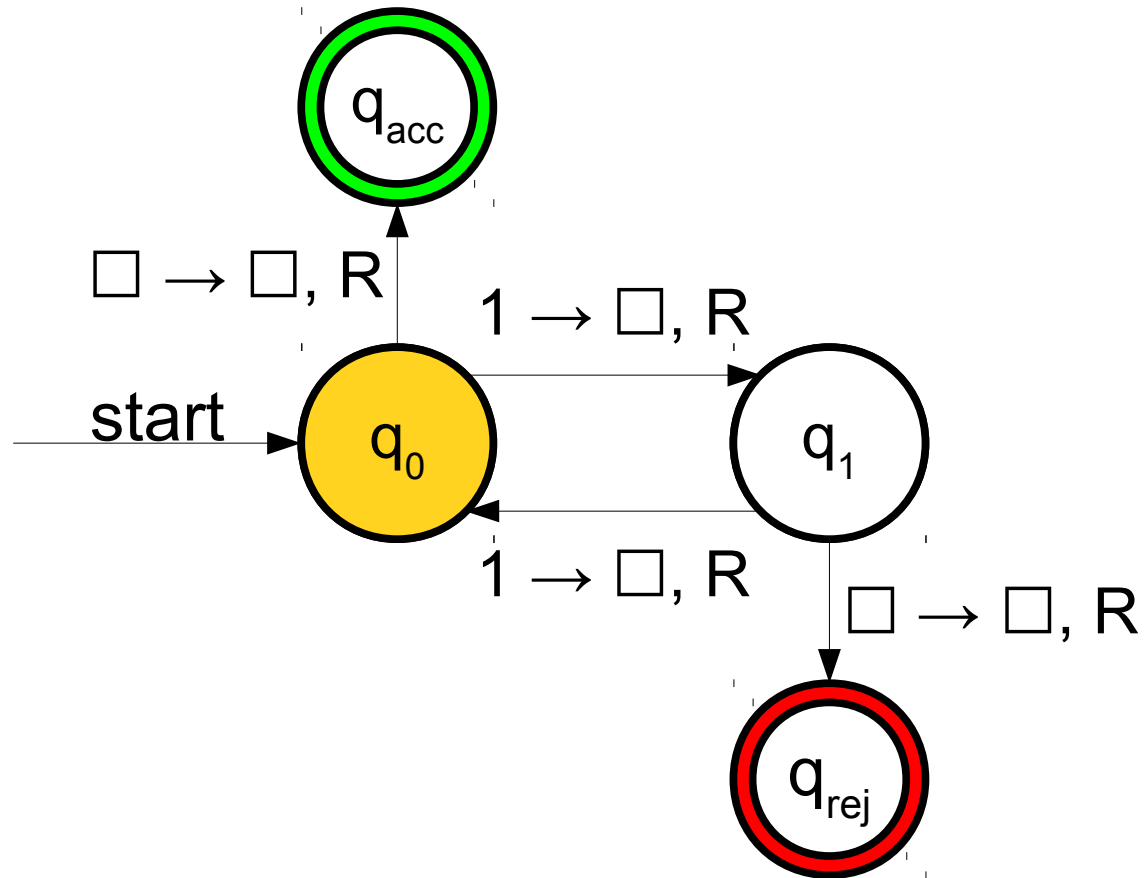 q_acc
□ → □, R
1 → □, R
start
q_0
q_1
1 → □, R
□ → □, R
q_rej